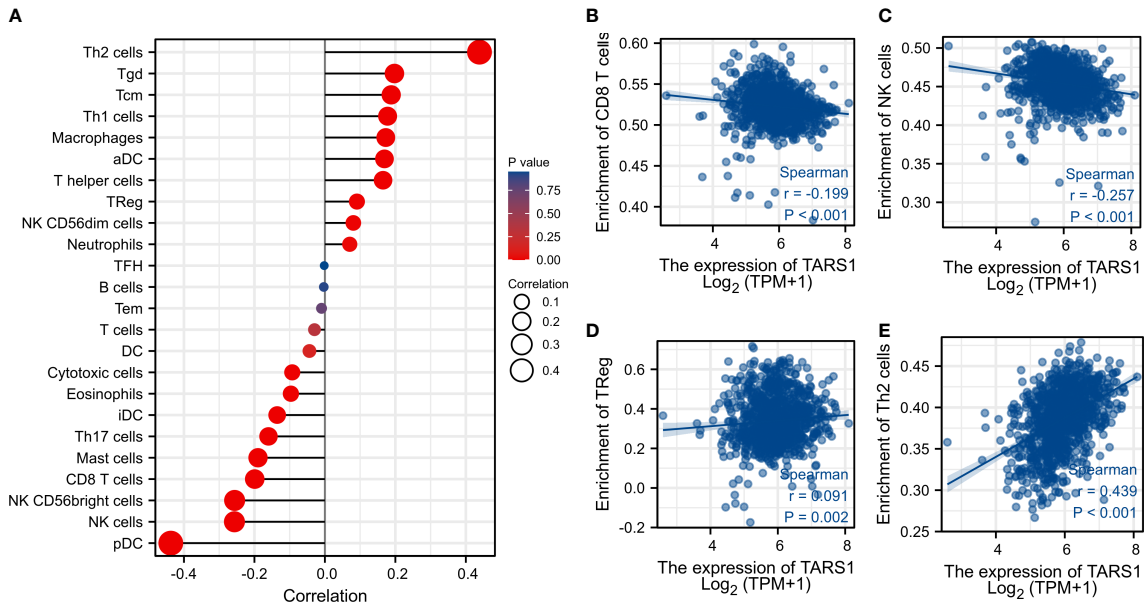 A
Th2 cells
Tgd
Tcm
Th1 cells
Macrophages
aDC
T helper cells
TReg
NK CD56dim cells
Neutrophils
TFH
B cells
Tem
T cells
DC
Cytotoxic cells
Eosinophils
iDC
Th17 cells
Mast cells
CD8 T cells
NK CD56bright cells
NK cells
pDC
-0.4 -0.2 0.0 0.2 0.4
Correlation
P value
0.75
0.50
0.25
0.00
Correlation
0.1
0.2
0.3
0.4
B
Enrichment of CD8 T cells
0.60
0.55
0.50
0.45
0.40
Spearman
r = -0.199
P < 0.001
4 6 8
The expression of TARS1
Log2 (TPM+1)
C
Enrichment of NK cells
0.50
0.45
0.40
0.35
0.30
Spearman
r = -0.257
P < 0.001
4 6 8
The expression of TARS1
Log2 (TPM+1)
D
Enrichment of TReg
0.6
0.4
0.2
0.0
-0.2
Spearman
r = 0.091
P = 0.002
4 6 8
The expression of TARS1
Log2 (TPM+1)
E
Enrichment of Th2 cells
0.45
0.40
0.35
0.30
0.25
Spearman
r = 0.439
P < 0.001
4 6 8
The expression of TARS1
Log2 (TPM+1)